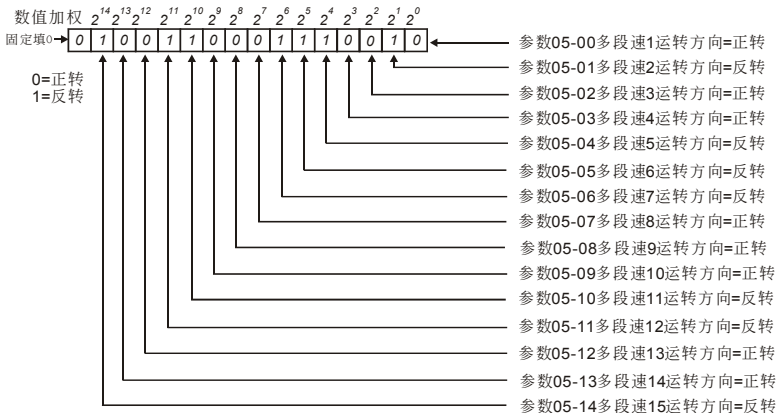 数值加权 2^14 2^13 2^12 2^11 2^10 2^9 2^8 2^7 2^6 2^5 2^4 2^3 2^2 2^1 2^0
固定填0 0 1 0 0 1 1 0 0 0 1 1 1 0 0 1 0
0=正转
1=反转
参数05-00多段速1运转方向=正转
参数05-01多段速2运转方向=反转
参数05-02多段速3运转方向=正转
参数05-03多段速4运转方向=正转
参数05-04多段速5运转方向=反转
参数05-05多段速6运转方向=反转
参数05-06多段速7运转方向=反转
参数05-07多段速8运转方向=正转
参数05-08多段速9运转方向=正转
参数05-09多段速10运转方向=正转
参数05-10多段速11运转方向=反转
参数05-11多段速12运转方向=反转
参数05-12多段速13运转方向=正转
参数05-13多段速14运转方向=正转
参数05-14多段速15运转方向=反转